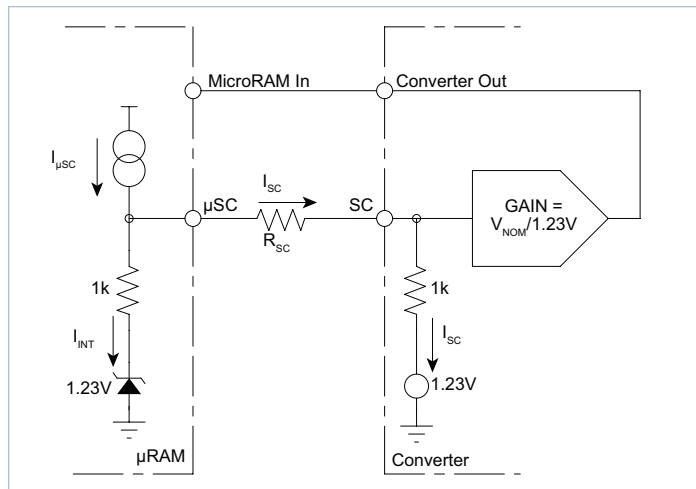 MicroRAM In
Converter Out
IμSC
ISC
μSC
SC
RSC
GAIN =
VNOM/1.23V
1k
1k
IINT
ISC
1.23V
1.23V
μRAM
Converter